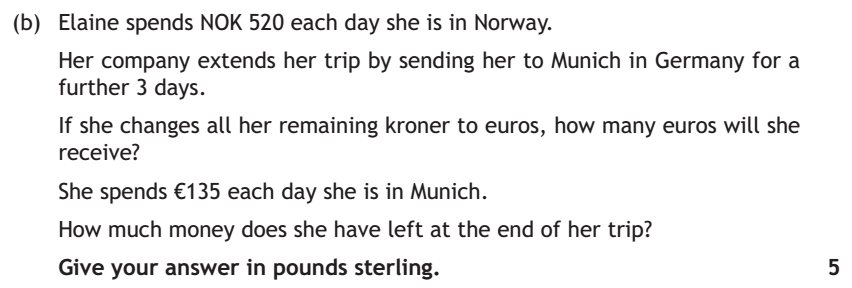 (b) Elaine spends NOK 520 each day she is in Norway.
Her company extends her trip by sending her to Munich in Germany for a
further 3 days.
If she changes all her remaining kroner to euros, how many euros will she
receive?
She spends €135 each day she is in Munich.
How much money does she have left at the end of her trip?
Give your answer in pounds sterling. 5